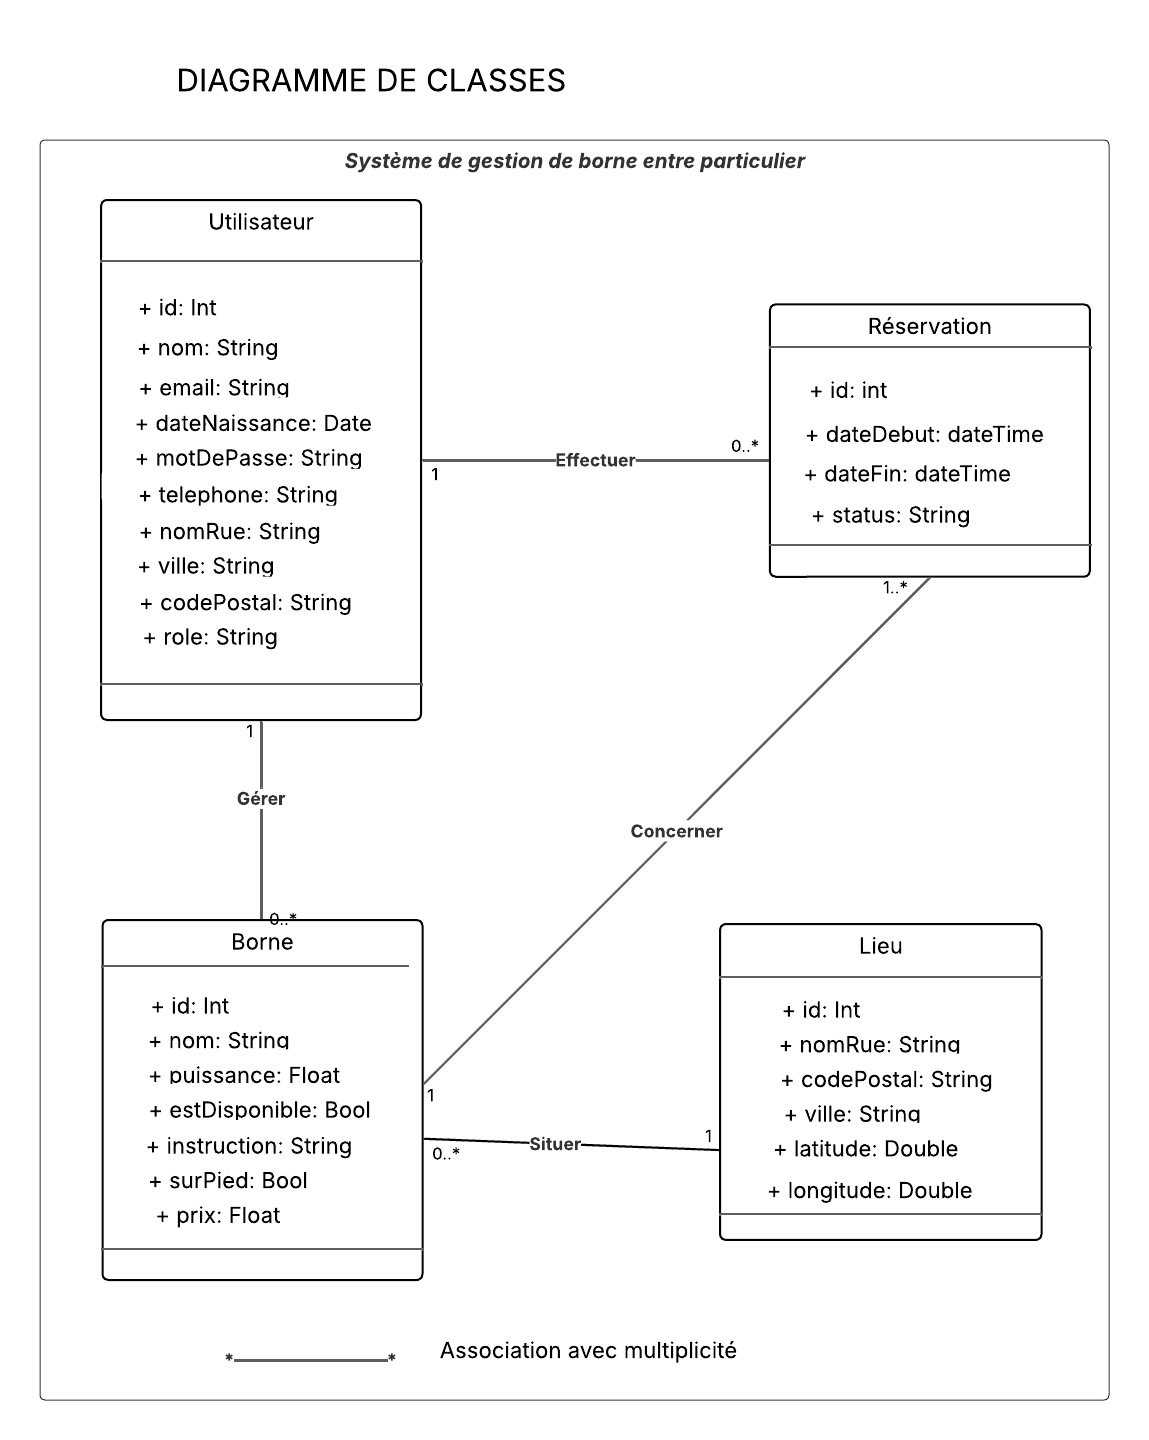 DIAGRAMME DE CLASSES
Système de gestion de borne entre particulier
Utilisateur
+ id: Int
+ nom: String
+ email: String
+ dateNaissance: Date
+ motDePasse: String
+ telephone: String
+ nomRue: String
+ ville: String
+ codePostal: String
+ role: String
Réservation
+ id: int
+ dateDebut: dateTime
+ dateFin: dateTime
+ status: String
1
Effectuer
0..*
1
Gérer
0..*
1..*
Concerner
1
Borne
+ id: Int
+ nom: String
+ puissance: Float
+ estDisponible: Bool
+ instruction: String
+ surPied: Bool
+ prix: Float
0..*
Situer
1
Lieu
+ id: Int
+ nomRue: String
+ codePostal: String
+ ville: String
+ latitude: Double
+ longitude: Double
* * Association avec multiplicité